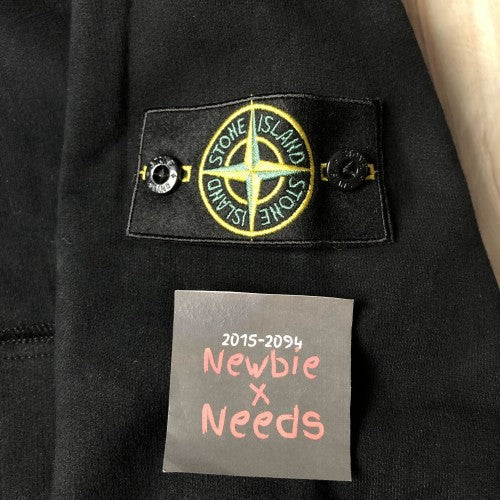 STONE ISLAND
STONE ISLAND
2015-2094
Newbie
x
Needs